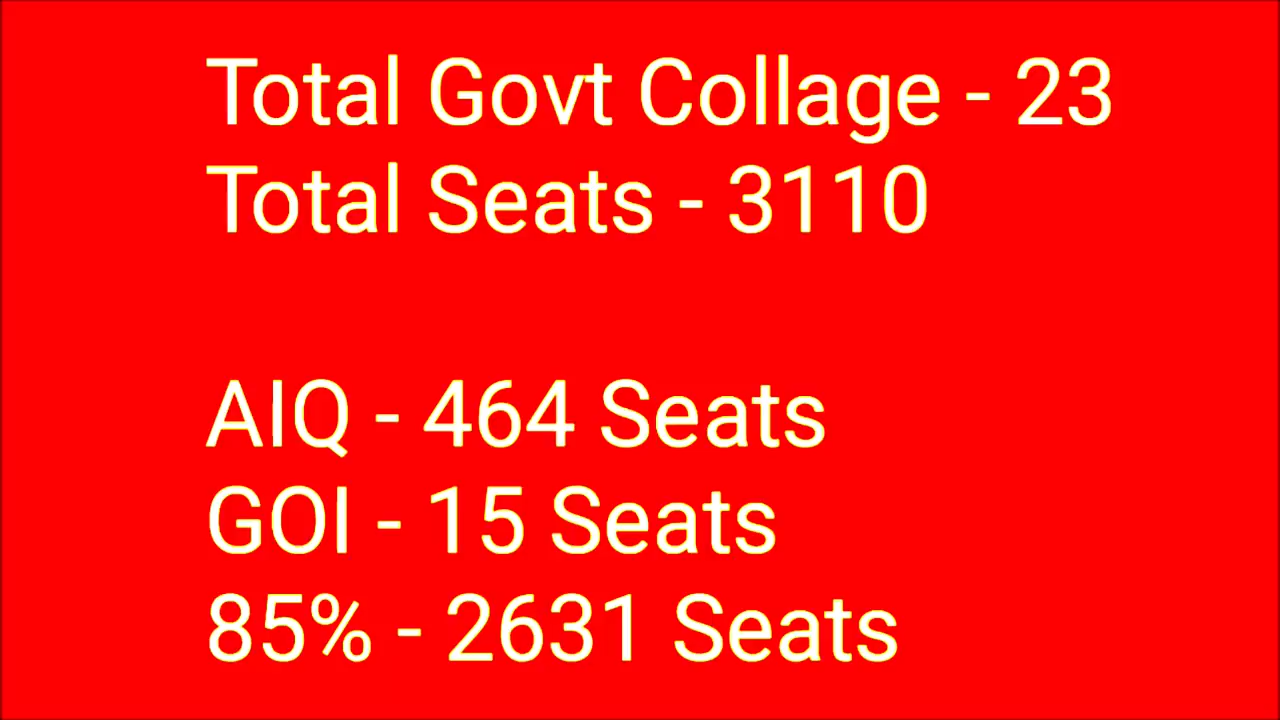 Total Govt Collage - 23
Total Seats - 3110
AIQ - 464 Seats
GOI - 15 Seats
85% - 2631 Seats